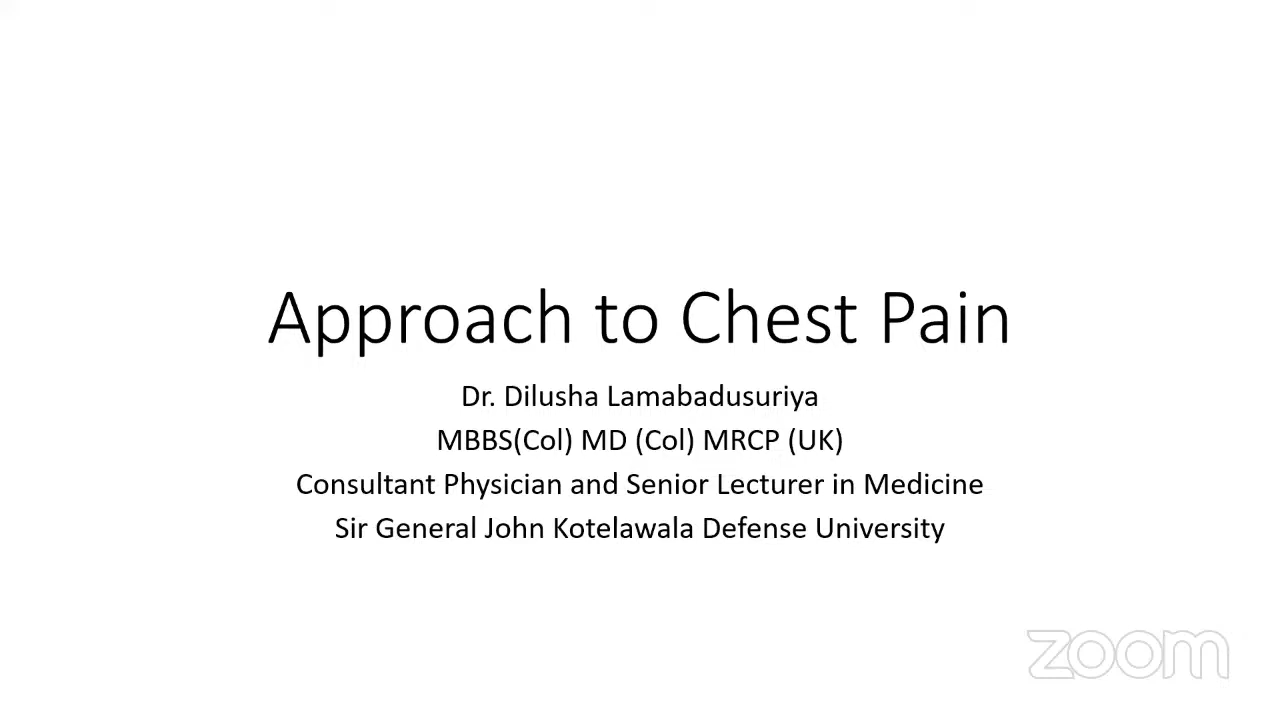 Approach to Chest Pain
Dr. Dilusha Lamabadusuriya
MBBS(Col) MD (Col) MRCP (UK)
Consultant Physician and Senior Lecturer in Medicine
Sir General John Kotelawala Defense University
zoom